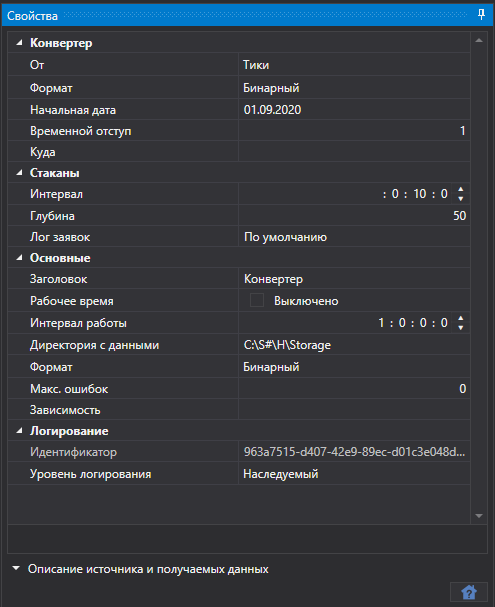 Свойства
Конвертер
От Тики
Формат Бинарный
Начальная дата 01.09.2020
Временной отступ 1
Куда
Стаканы
Интервал : 0 : 10 : 0
Глубина 50
Лог заявок По умолчанию
Основные
Заголовок Конвертер
Рабочее время Выключено
Интервал работы 1 : 0 : 0 : 0
Директория с данными C:\S#\H\Storage
Формат Бинарный
Макс. ошибок 0
Зависимость
Логирование
Идентификатор 963a7515-d407-42e9-89ec-d01c3e048d...
Уровень логирования Наследуемый
Описание источника и получаемых данных
?